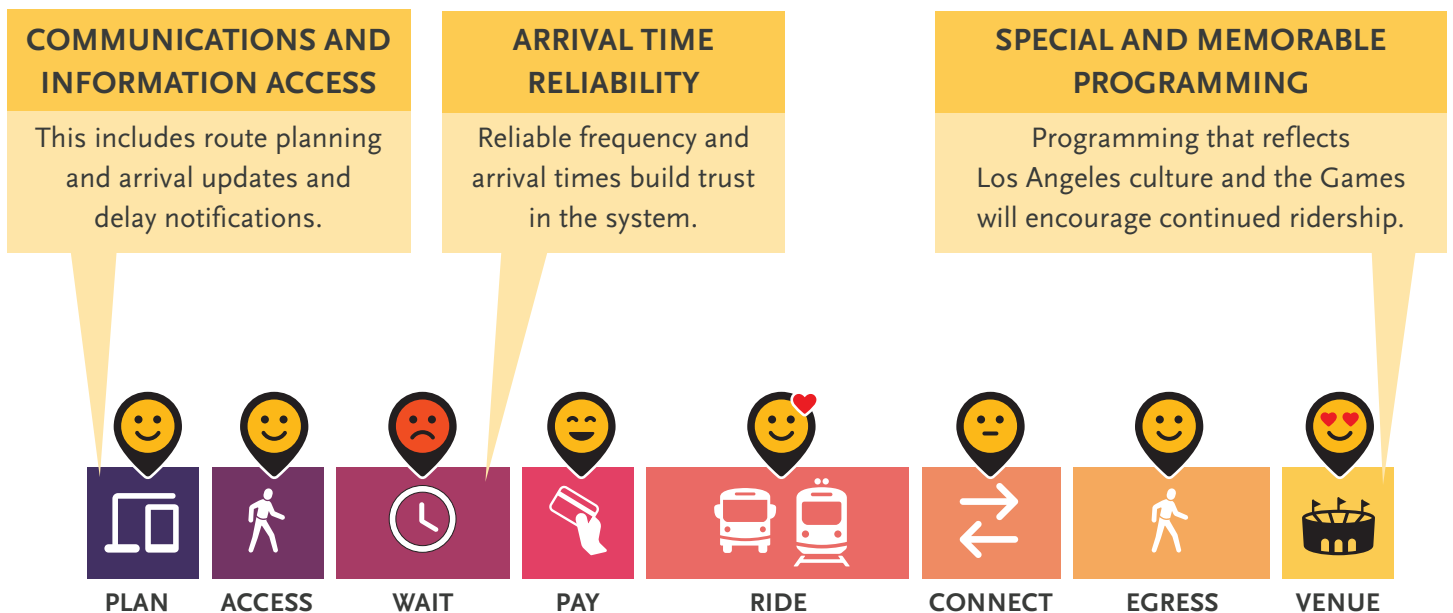 COMMUNICATIONS AND
INFORMATION ACCESS
This includes route planning
and arrival updates and
delay notifications.
ARRIVAL TIME
RELIABILITY
Reliable frequency and
arrival times build trust
in the system.
SPECIAL AND MEMORABLE
PROGRAMMING
Programming that reflects
Los Angeles culture and the Games
will encourage continued ridership.
PLAN
ACCESS
WAIT
PAY
RIDE
CONNECT
EGRESS
VENUE